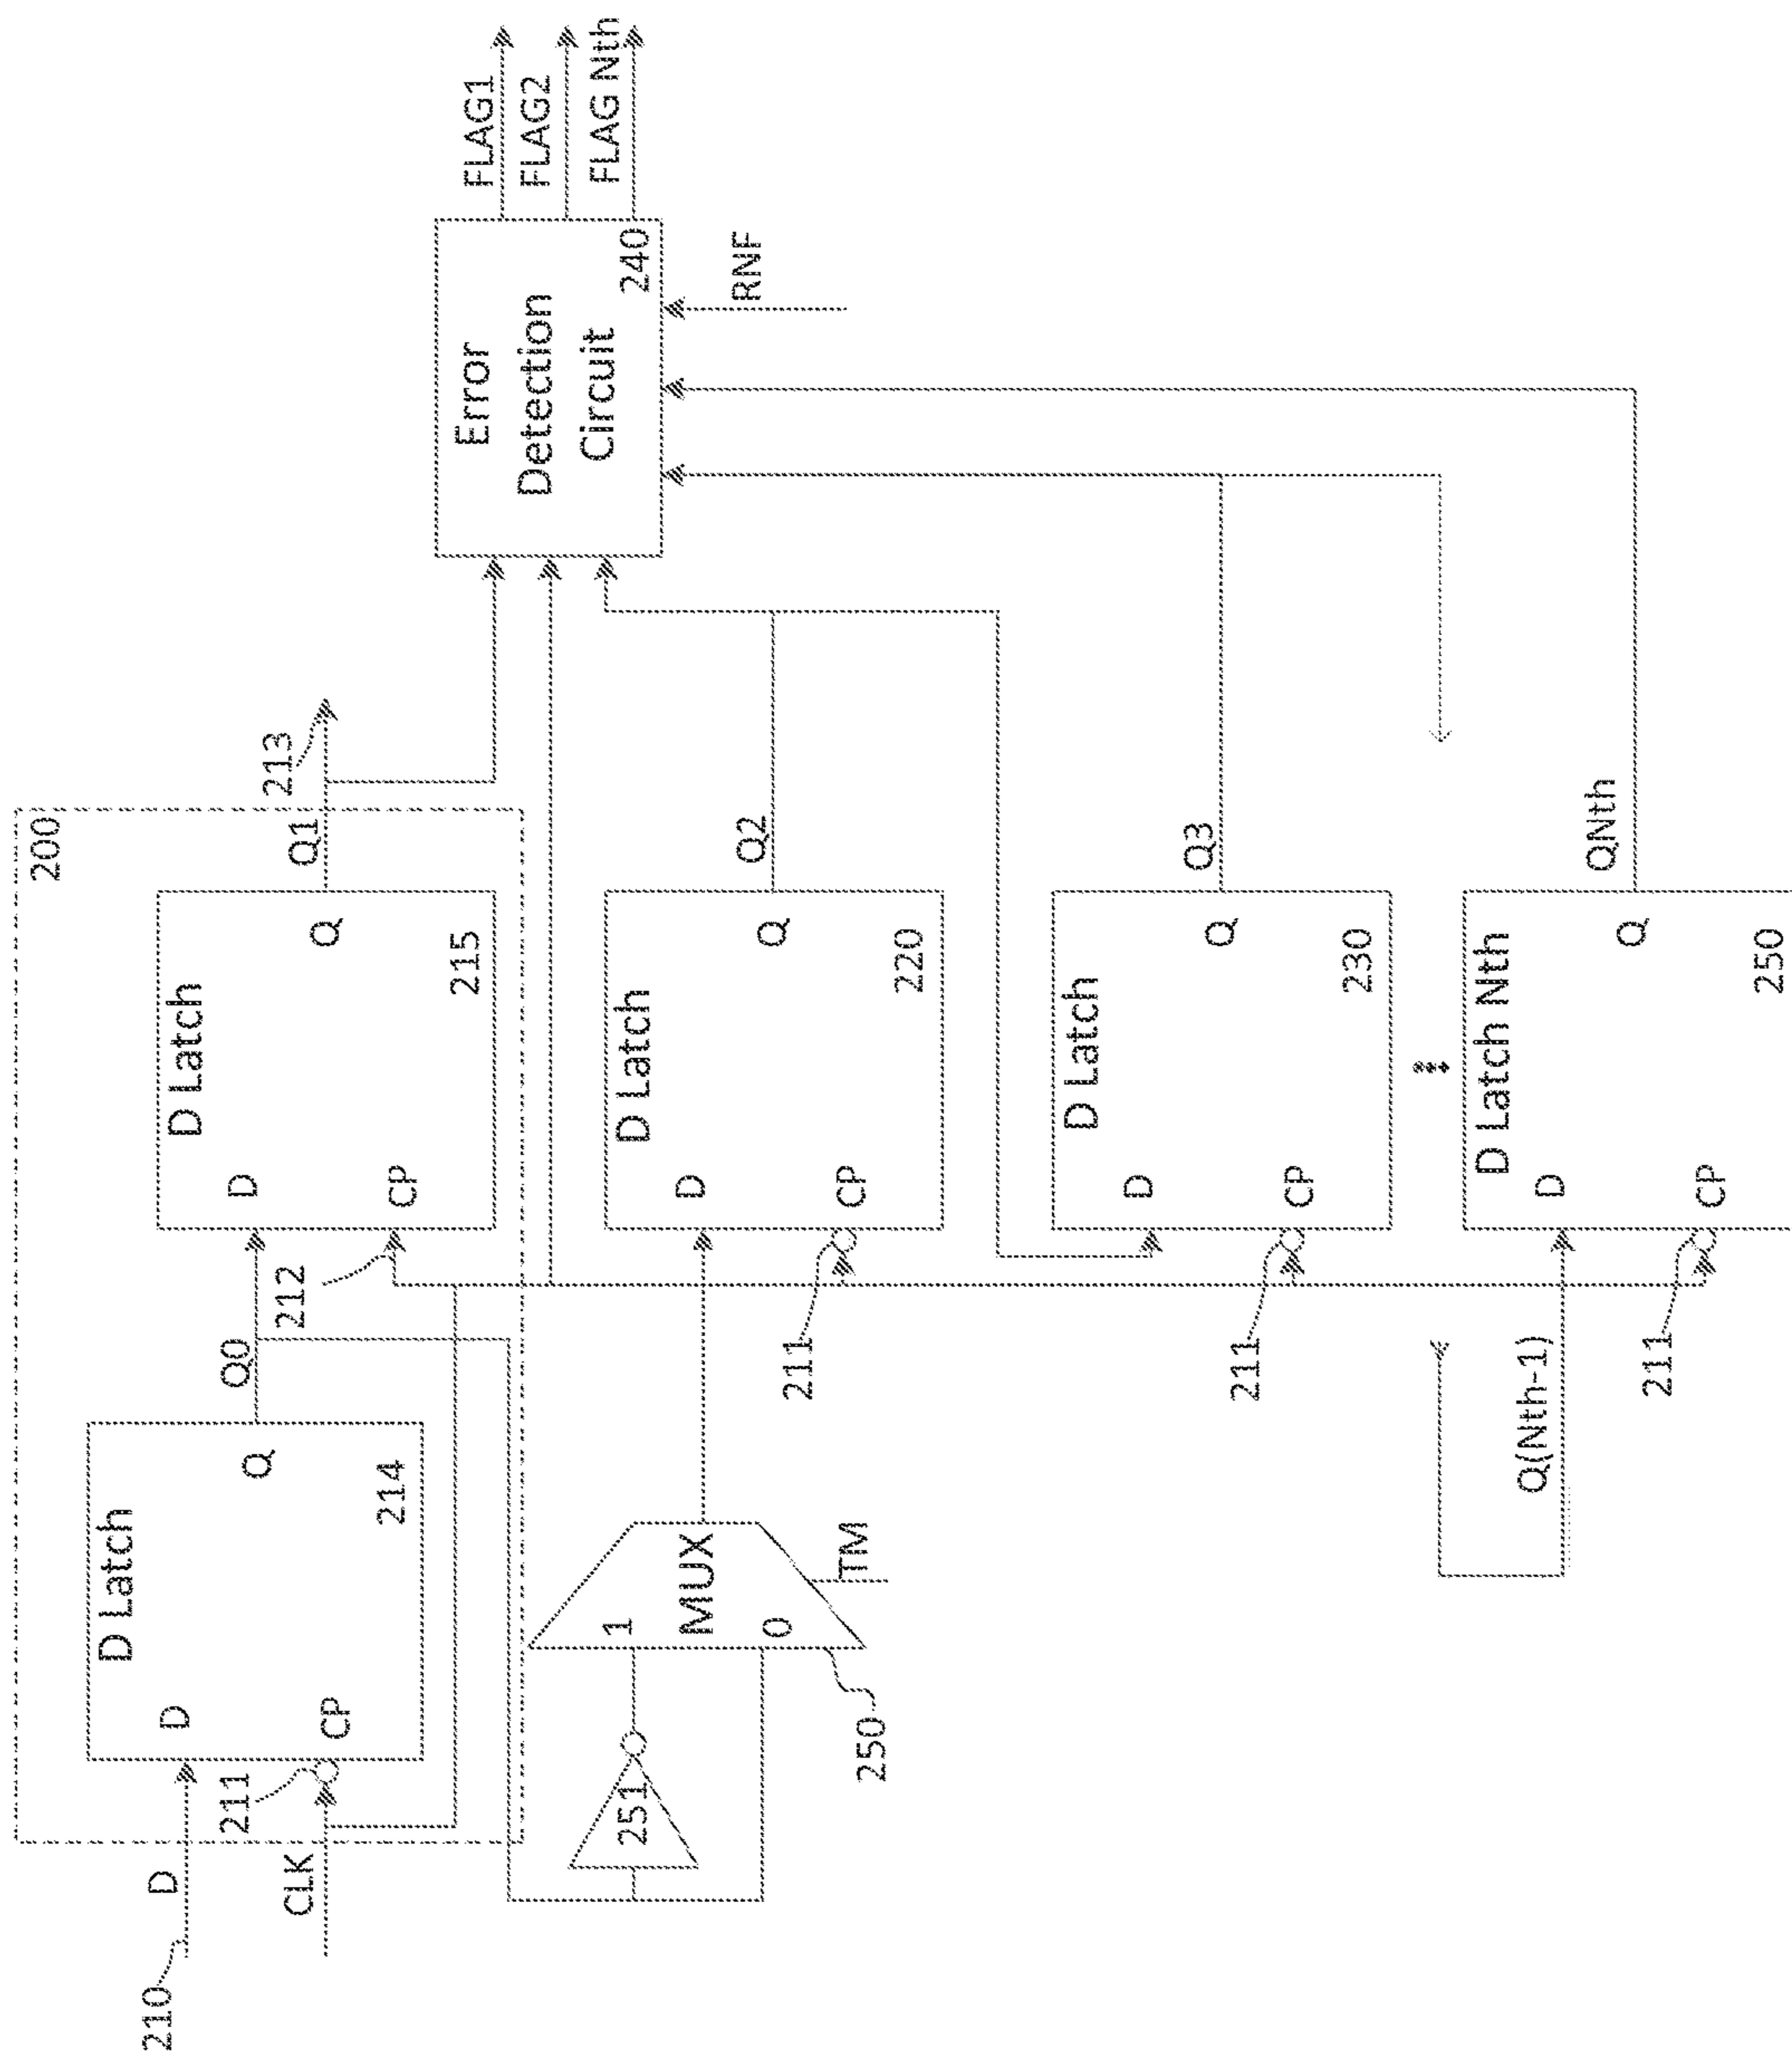 200
210
D
CLK
211
D Latch
D
CP
Q
214
Q0
212
D Latch
D
CP
Q
215
Q1
213
251
1
MUX
0
250
TM
211
D Latch
D
CP
Q
220
Q2
211
D Latch
D
CP
Q
230
Q3
Q(Nth-1)
211
D Latch Nth
D
CP
Q
250
QNth
Error
Detection
Circuit
240
RNF
FLAG1
FLAG2
FLAG Nth